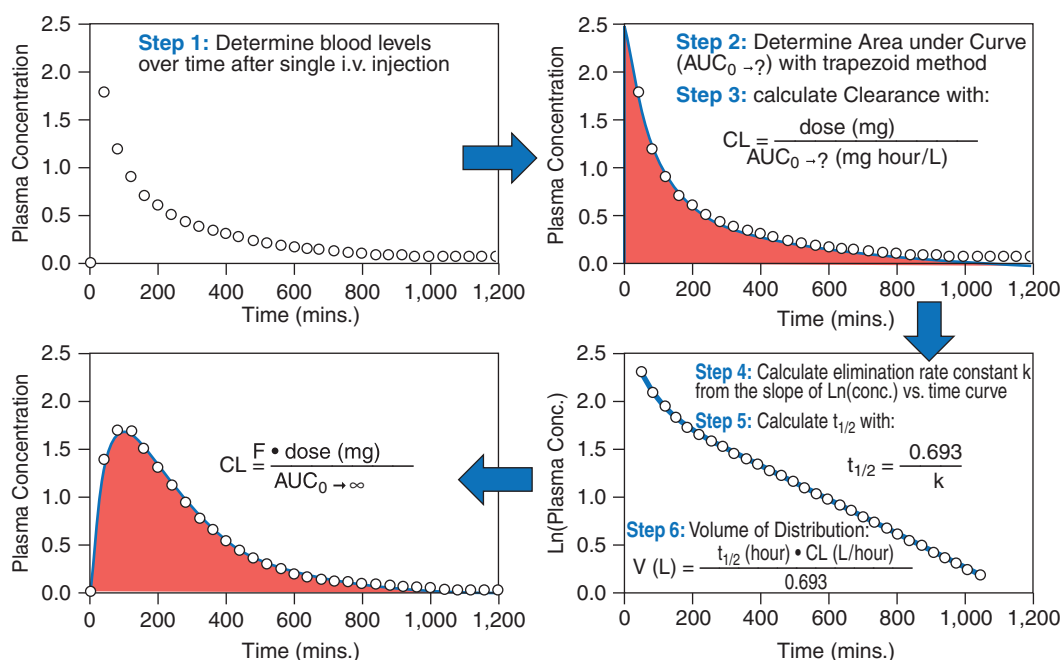 2.5
2.0
1.5
1.0
0.5
0.0
Plasma Concentration
Step 1: Determine blood levels
over time after single i.v. injection
0 200 400 600 800 1,000 1,200
Time (mins.)
2.5
2.0
1.5
1.0
0.5
0.0
Plasma Concentration
Step 2: Determine Area under Curve
(AUC0→?) with trapezoid method
Step 3: calculate Clearance with:
CL = dose (mg)
AUC0→? (mg hour/L)
0 200 400 600 800 1,000 1,200
Time (mins.)
2.5
2.0
1.5
1.0
0.5
0.0
Plasma Concentration
CL = F • dose (mg)
AUC0→∞
0 200 400 600 800 1,000 1,200
Time (mins.)
2.5
2.0
1.5
1.0
0.5
0.0
Ln(Plasma Conc.)
Step 4: Calculate elimination rate constant k
from the slope of Ln(conc.) vs. time curve
Step 5: Calculate t1/2 with:
t1/2 = 0.693
k
Step 6: Volume of Distribution:
V (L) = t1/2 (hour) • CL (L/hour)
0.693
0 200 400 600 800 1,000 1,200
Time (mins.)